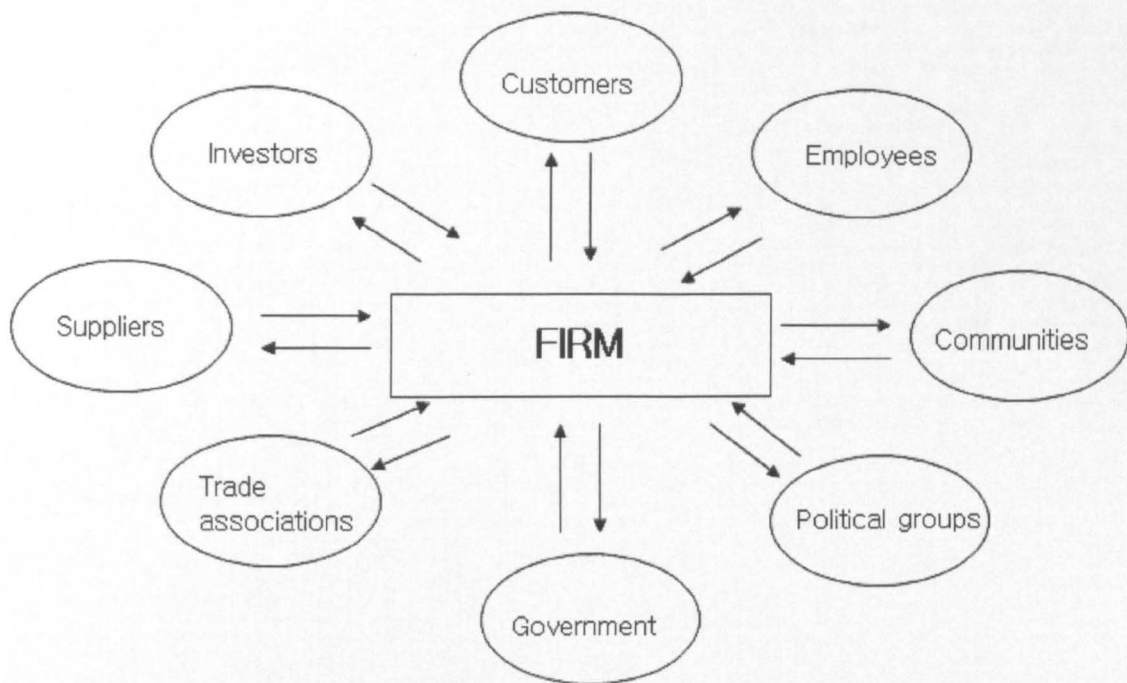 Customers
Investors
Employees
Suppliers
FIRM
Communities
Trade
associations
Political groups
Government